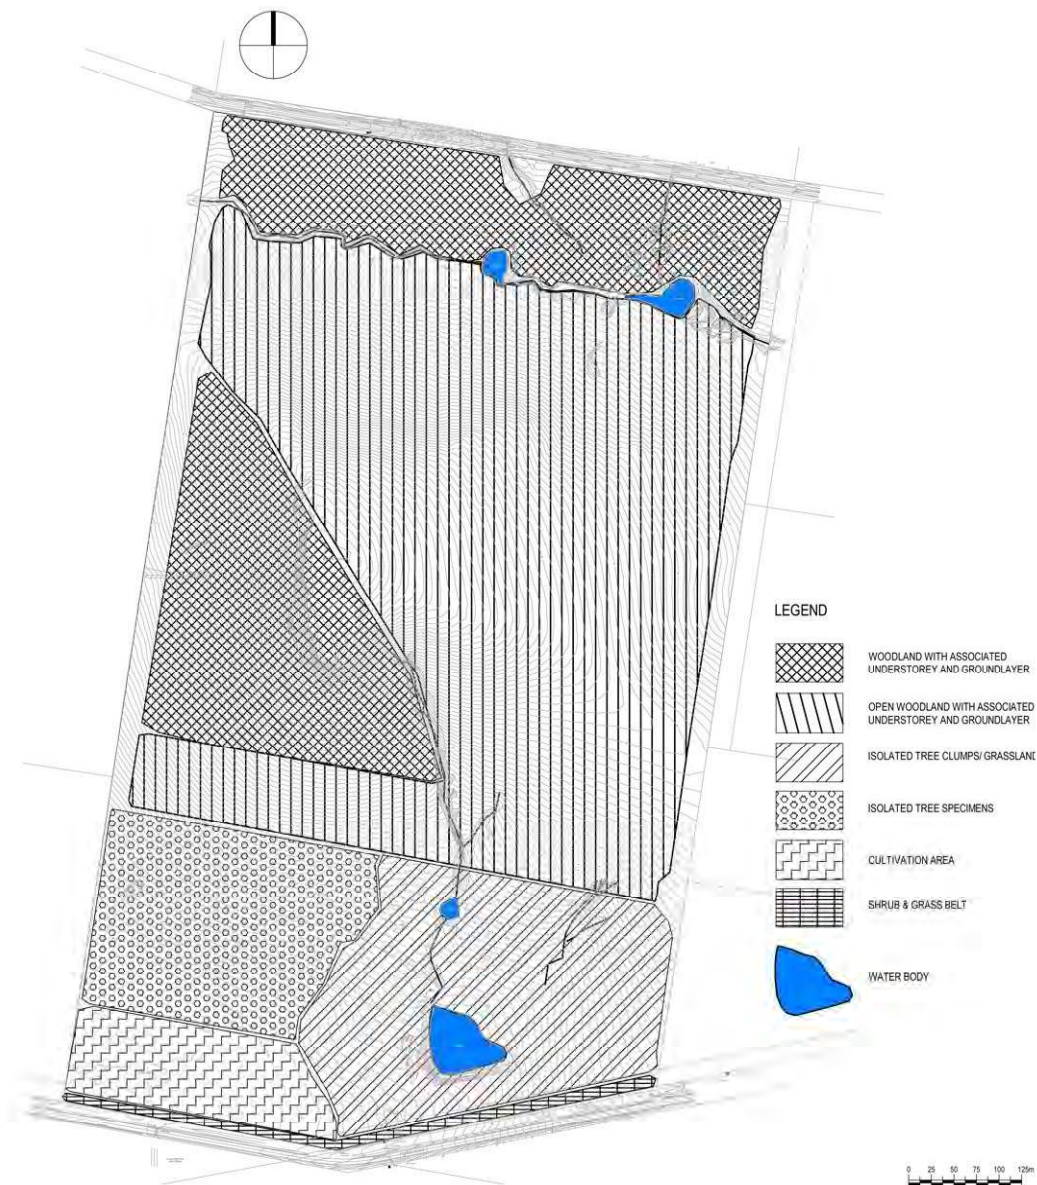 LEGEND
WOODLAND WITH ASSOCIATED
UNDERSTOREY AND GROUNDLAYER
OPEN WOODLAND WITH ASSOCIATED
UNDERSTOREY AND GROUNDLAYER
ISOLATED TREE CLUMPS/ GRASSLAND
ISOLATED TREE SPECIMENS
CULTIVATION AREA
SHRUB & GRASS BELT
WATER BODY
0 25 50 75 100 125m